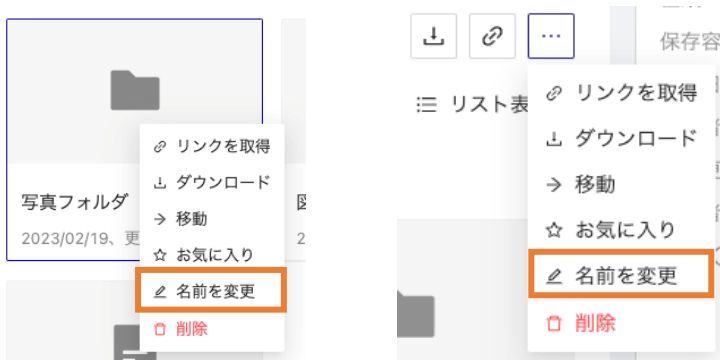 リンクを取得
ダウンロード
写真フォルダ
移動
2023/02/19、更
お気に入り
名前を変更
削除
2
保存容
リスト表
リンクを取得
ダウンロード
移動
お気に入り
名前を変更
削除